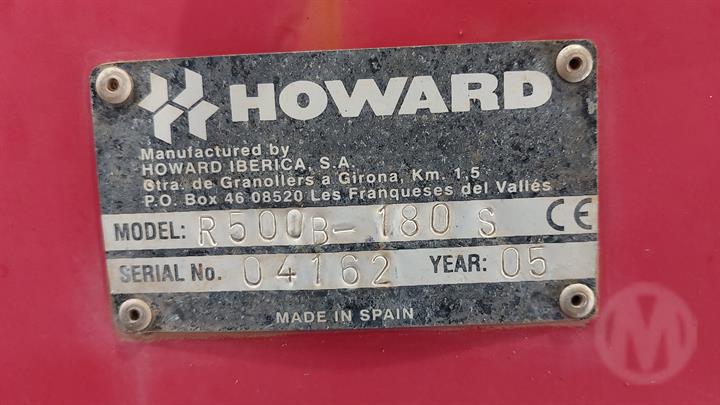 HOWARD
Manufactured by
HOWARD IBERICA, S.A.
Ctra. de Granollers a Girona, Km. 1,5
P.O. Box 46 08520 Les Franqueses del Vallés
MODEL: R500B-180 S CE
SERIAL No. 04162 YEAR: 05
MADE IN SPAIN
M